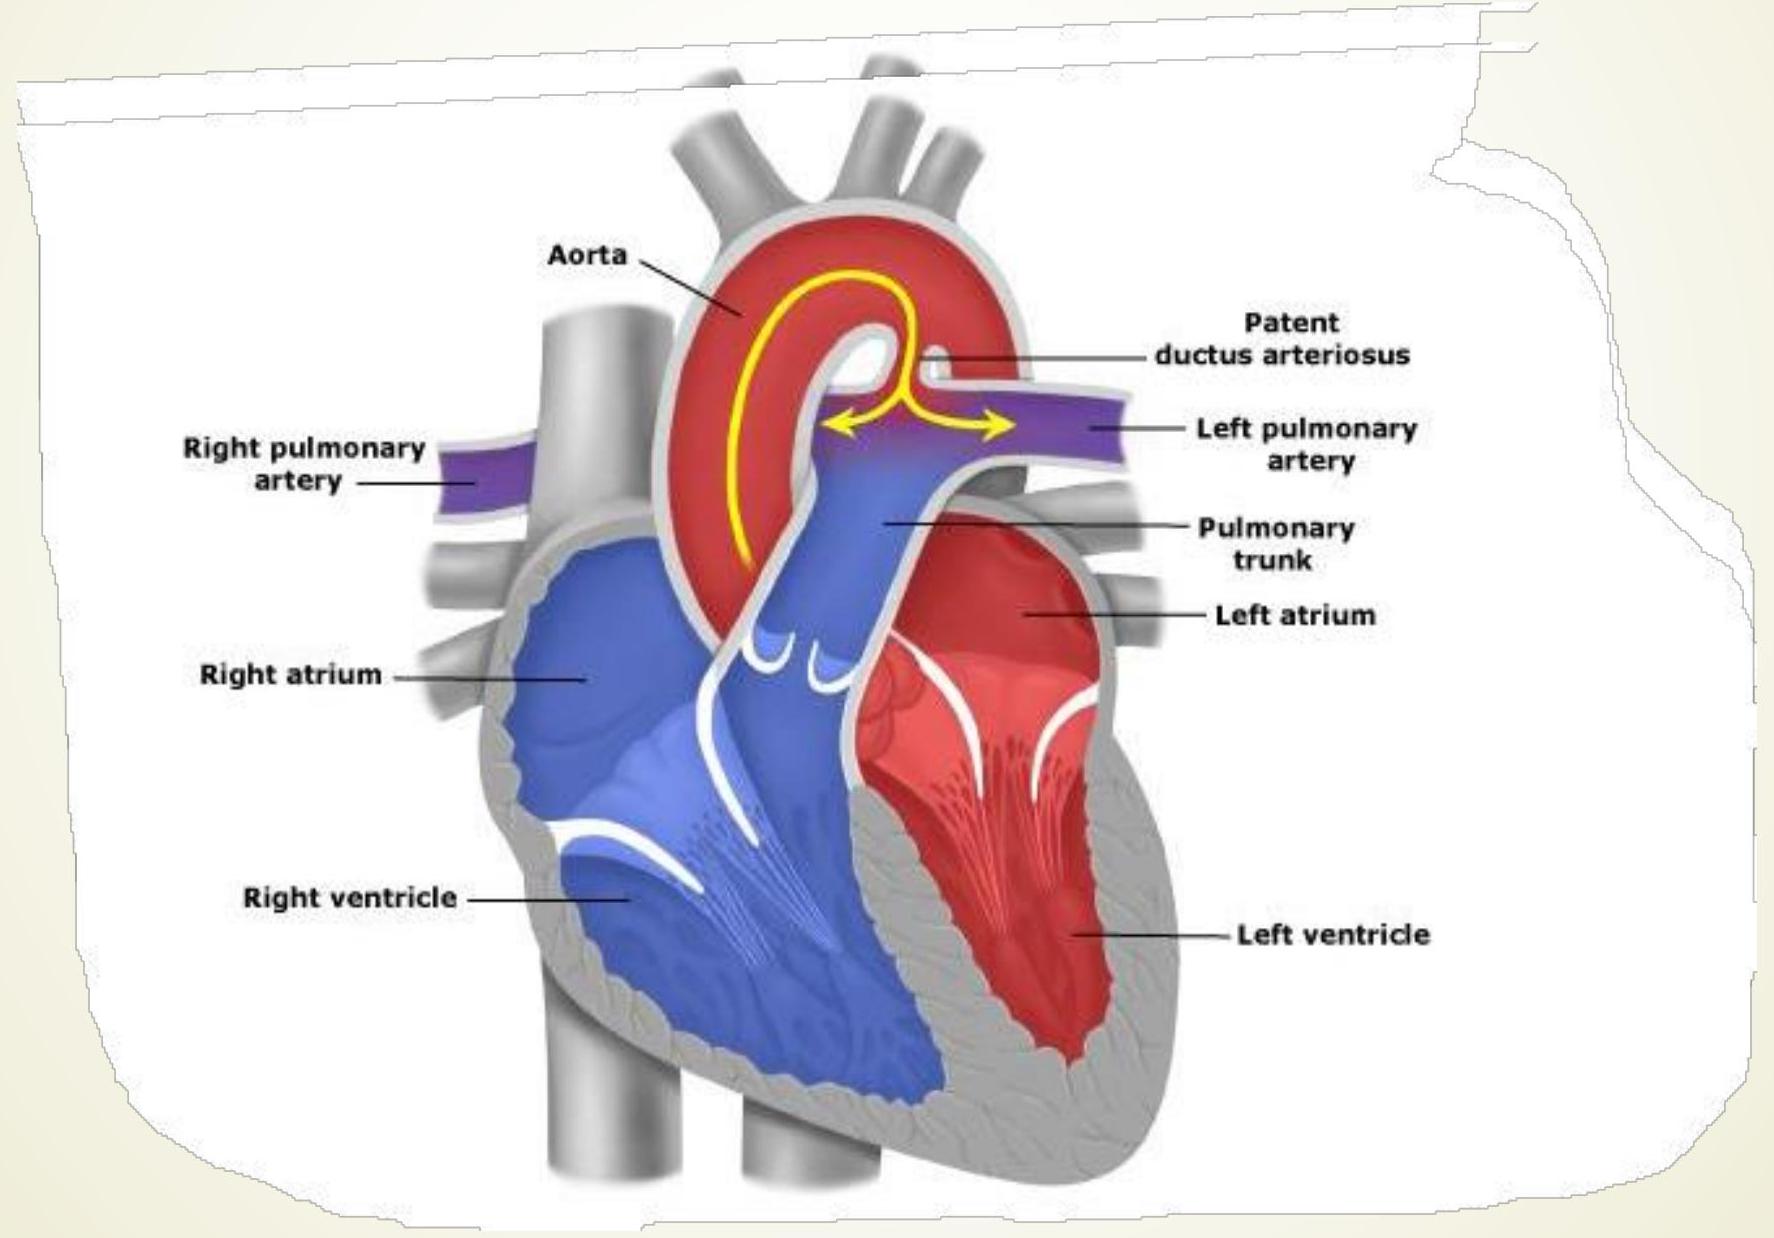 Aorta
Patent
ductus arteriosus
Right pulmonary
artery
Left pulmonary
artery
Pulmonary
trunk
Left atrium
Right atrium
Right ventricle
Left ventricle